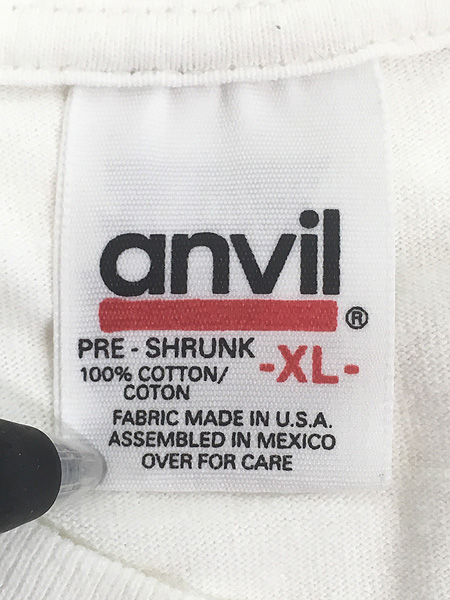 anvil
®
PRE - SHRUNK
100% COTTON/
COTON
-XL-
FABRIC MADE IN U.S.A.
ASSEMBLED IN MEXICO
OVER FOR CARE